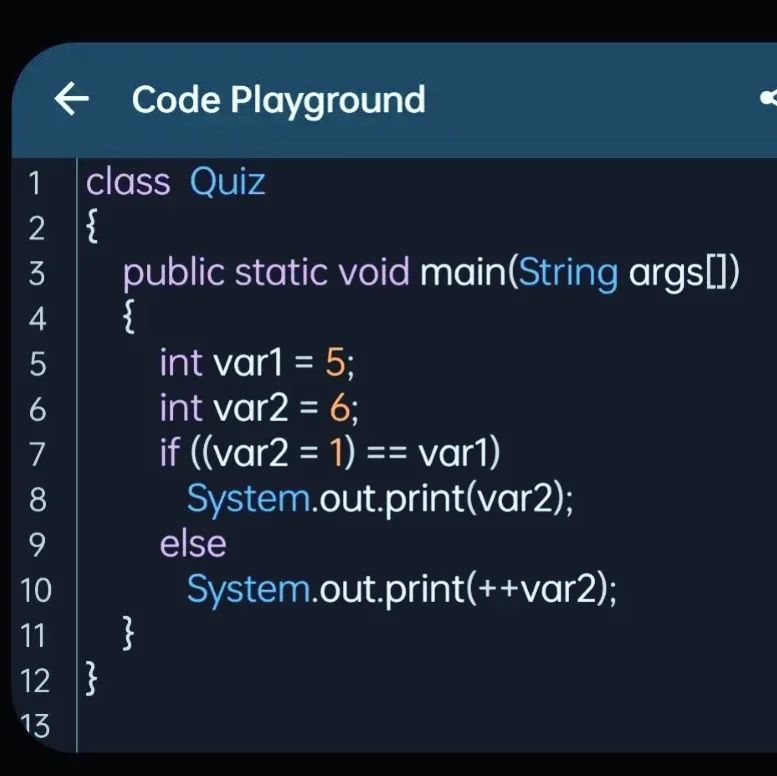 Code Playground
1 class Quiz
2 {
3 public static void main(String args[])
4 {
5 int var1 = 5;
6 int var2 = 6;
7 if ((var2 = 1) == var1)
8 System.out.print(var2);
9 else
10 System.out.print(++var2);
11 }
12 }
13